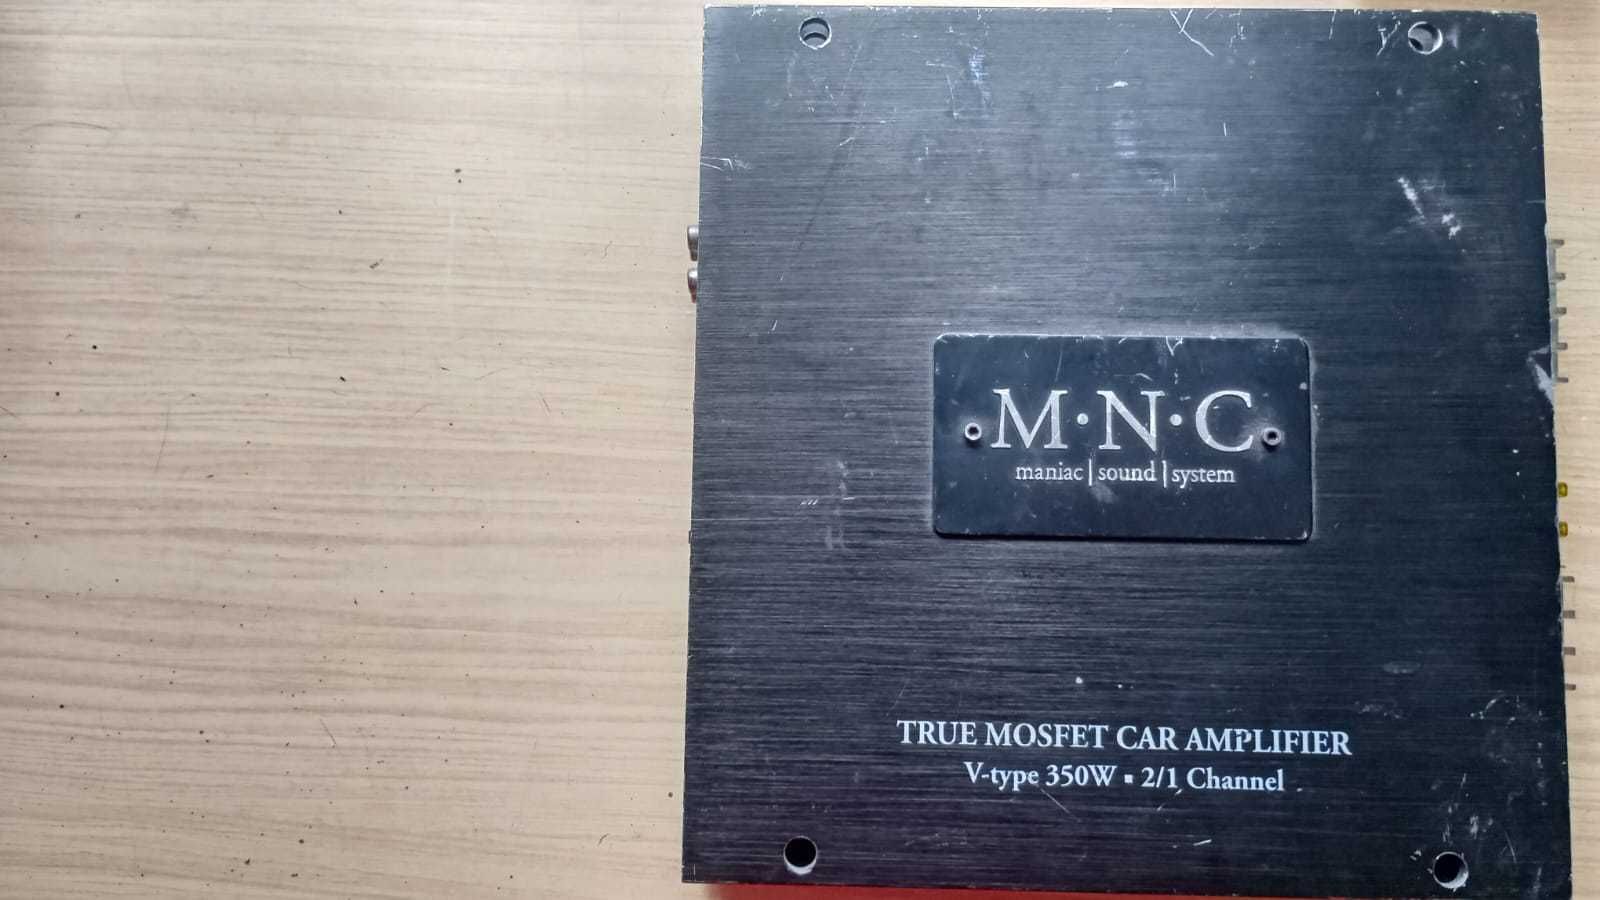 M·N·C
maniac|sound|system
TRUE MOSFET CAR AMPLIFIER
V-type 350W ▪ 2/1 Channel